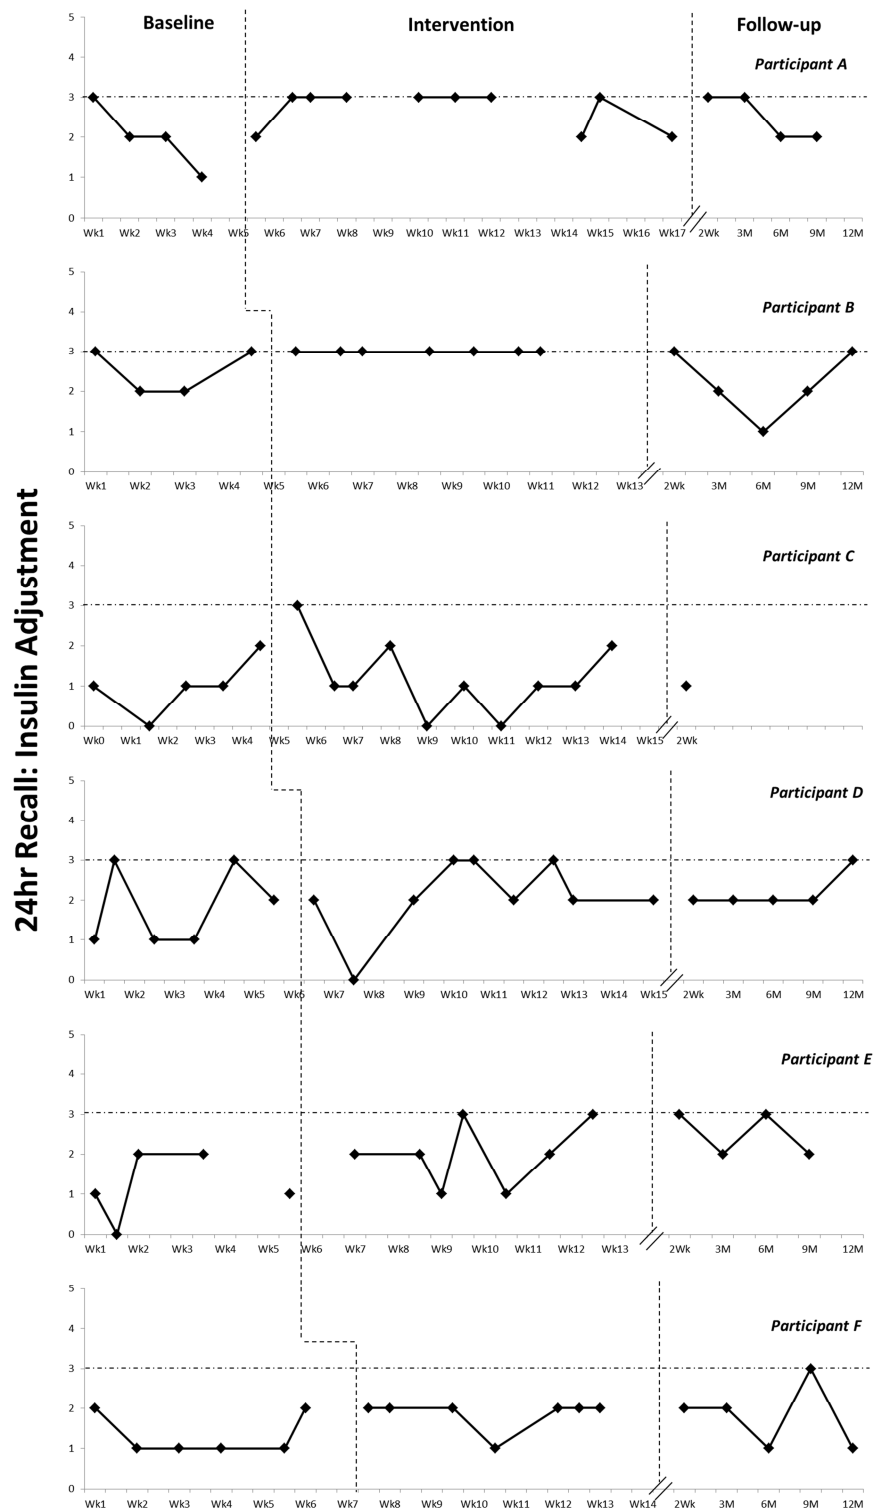 Baseline Intervention Follow-up
24hr Recall: Insulin Adjustment
Participant A
5
4
3
2
1
0
Wk1 Wk2 Wk3 Wk4 Wk5 Wk6 Wk7 Wk8 Wk9 Wk10 Wk11 Wk12 Wk13 Wk14 Wk15 Wk16 Wk17 2Wk 3M 6M 9M 12M
Participant B
5
4
3
2
1
0
Wk1 Wk2 Wk3 Wk4 Wk5 Wk6 Wk7 Wk8 Wk9 Wk10 Wk11 Wk12 Wk13 2Wk 3M 6M 9M 12M
Participant C
5
4
3
2
1
0
Wk0 Wk1 Wk2 Wk3 Wk4 Wk5 Wk6 Wk7 Wk8 Wk9 Wk10 Wk11 Wk12 Wk13 Wk14 Wk15 2Wk
Participant D
5
4
3
2
1
0
Wk1 Wk2 Wk3 Wk4 Wk5 Wk6 Wk7 Wk8 Wk9 Wk10 Wk11 Wk12 Wk13 Wk14 Wk15 2Wk 3M 6M 9M 12M
Participant E
5
4
3
2
1
0
Wk1 Wk2 Wk3 Wk4 Wk5 Wk6 Wk7 Wk8 Wk9 Wk10 Wk11 Wk12 Wk13 2Wk 3M 6M 9M 12M
Participant F
5
4
3
2
1
0
Wk1 Wk2 Wk3 Wk4 Wk5 Wk6 Wk7 Wk8 Wk9 Wk10 Wk11 Wk12 Wk13 Wk14 2Wk 3M 6M 9M 12M